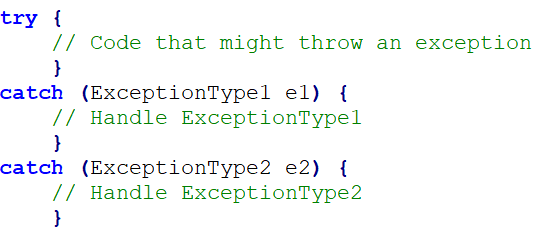 try {
    // Code that might throw an exception
    }
catch (ExceptionType1 e1) {
    // Handle ExceptionType1
    }
catch (ExceptionType2 e2) {
    // Handle ExceptionType2
    }